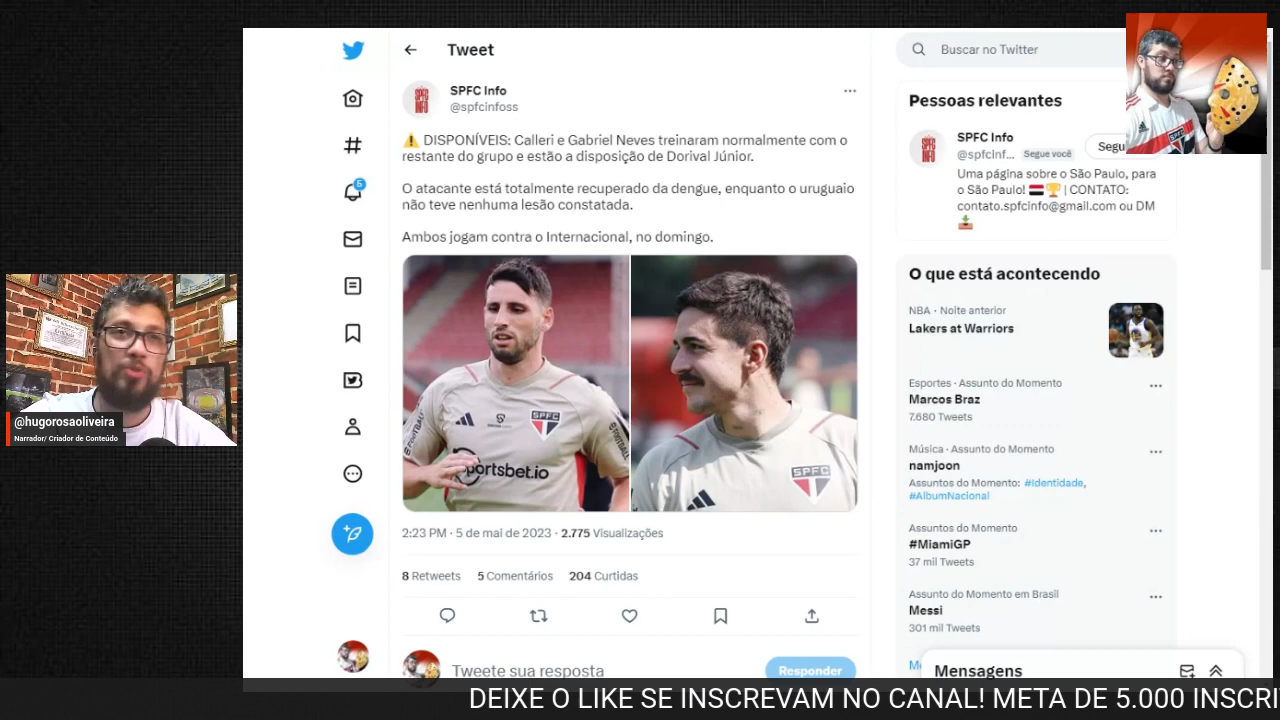 Tweet
SPFC Info
@spfcinfoss
⚠️ DISPONÍVEIS: Calleri e Gabriel Neves treinaram normalmente com o
restante do grupo e estão a disposição de Dorival Júnior.
O atacante está totalmente recuperado da dengue, enquanto o uruguaio
não teve nenhuma lesão constatada.
Ambos jogam contra o Internacional, no domingo.
SPFC
sportsbet.io
SPFC
2:23 PM · 5 de mai de 2023 · 2.775 Visualizações
8 Retweets 5 Comentários 204 Curtidas
Tweete sua resposta
Responder
5
Buscar no Twitter
Pessoas relevantes
SPFC Info
@spfcinf... Segue você
Segu
Uma página sobre o São Paulo, para
o São Paulo! 🇾🇪🏆 | CONTATO:
contato.spfcinfo@gmail.com ou DM
📥
O que está acontecendo
NBA · Noite anterior
Lakers at Warriors
Esportes · Assunto do Momento
Marcos Braz
7.680 Tweets
Música · Assunto do Momento
namjoon
Assuntos do Momento: #Identidade,
#AlbumNacional
Assuntos do Momento
#MiamiGP
37 mil Tweets
Assunto do Momento em Brasil
Messi
301 mil Tweets
Mensagens
@hugorosaoliveira
Narrador/ Criador de Conteúdo
DEIXE O LIKE SE INSCREVAM NO CANAL! META DE 5.000 INSCRI